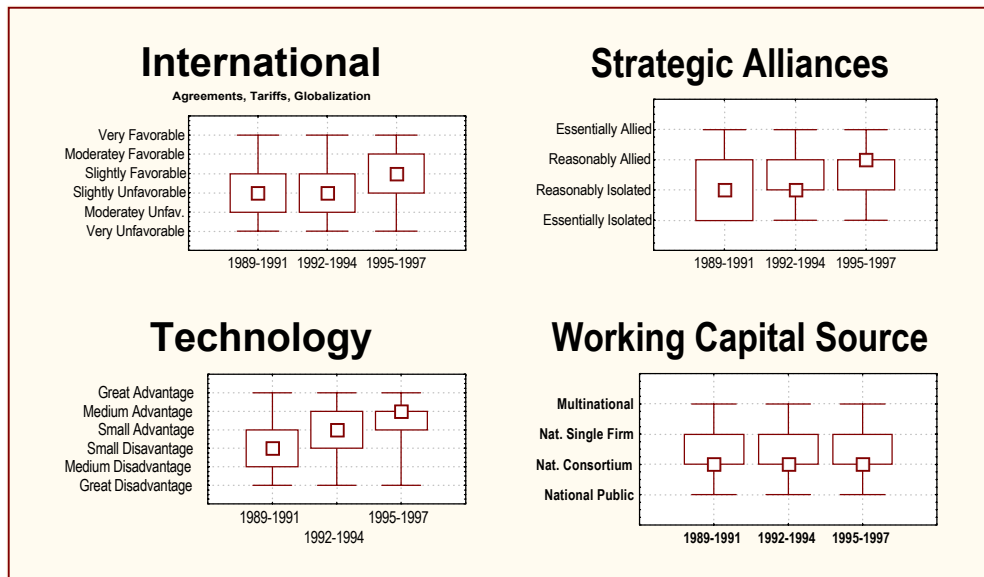 International
Agreements, Tariffs, Globalization
Very Favorable
Moderatey Favorable
Slightly Favorable
Slightly Unfavorable
Moderatey Unfav.
Very Unfavorable
1989-1991 1992-1994 1995-1997
Strategic Alliances
Essentially Allied
Reasonably Allied
Reasonably Isolated
Essentially Isolated
1989-1991 1992-1994 1995-1997
Technology
Great Advantage
Medium Advantage
Small Advantage
Small Disavantage
Medium Disadvantage
Great Disadvantage
1989-1991 1995-1997
1992-1994
Working Capital Source
Multinational
Nat. Single Firm
Nat. Consortium
National Public
1989-1991 1992-1994 1995-1997